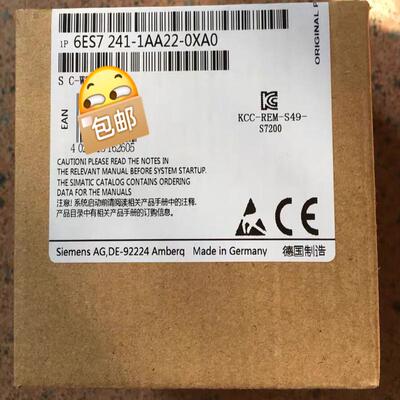 1P 6ES7 241-1AA22-0XA0
S C-
ORIGINAL
包邮
EAN
KCC-REM-S49-
S7200
162605
CAUTION! PLEASE READ THE NOTES IN
THE RELEVANT MANUAL BEFORE SYSTEM STARTUP.
THE SIMATIC CATALOG CONTAINS ORDERING
DATA FOR THE MANUALS
注意! 系统启动前请阅读相关产品手册中的注释。
产品目录中有相关产品手册的订购信息。
CE
Siemens AG,DE-92224 Amberg Made in Germany 德国制造